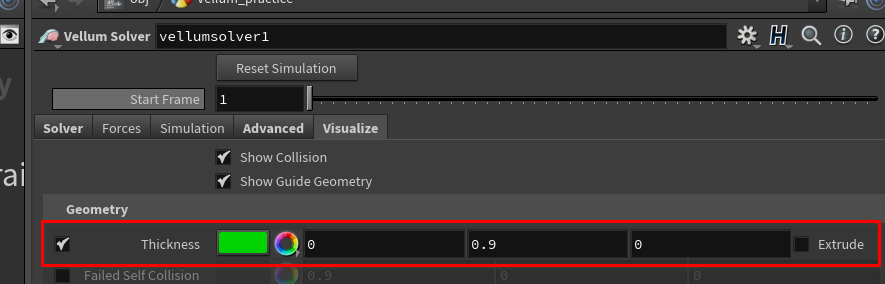 obj vellum_practice
Vellum Solver vellumsolver1
Reset Simulation
Start Frame 1
Solver Forces Simulation Advanced Visualize
Show Collision
y
Show Guide Geometry
rai
Geometry
Thickness 0 0.9 0 Extrude
Failed Self Collision 0.9 0 0